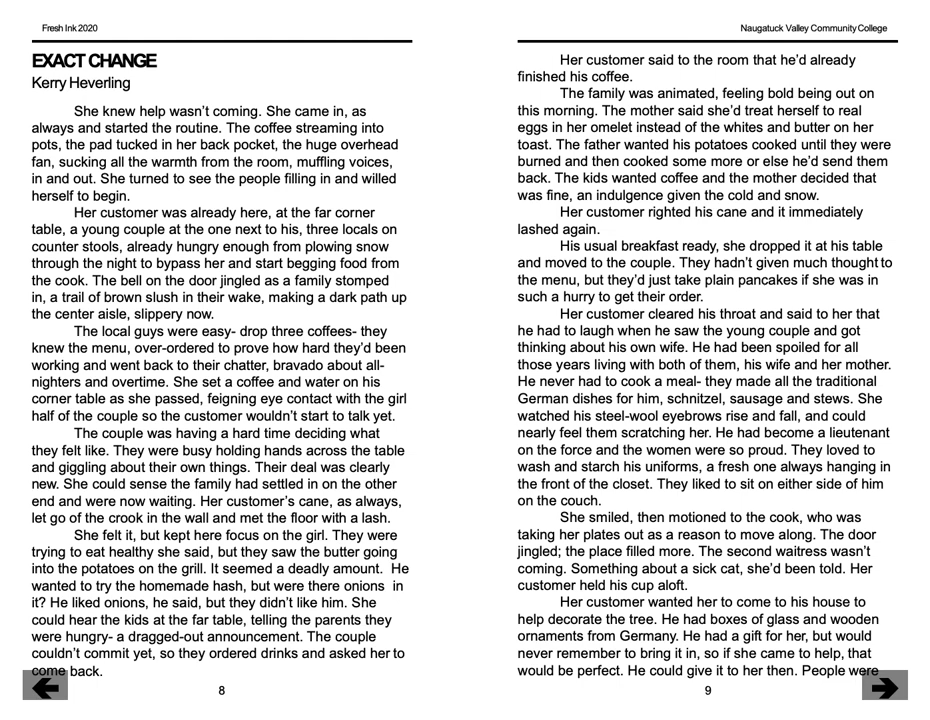 Fresh Ink 2020
EXACT CHANGE
Kerry Heverling
She knew help wasn't coming. She came in, as
always and started the routine. The coffee streaming into
pots, the pad tucked in her back pocket, the huge overhead
fan, sucking all the warmth from the room, muffling voices,
in and out. She turned to see the people filling in and willed
herself to begin.
Her customer was already here, at the far corner
table, a young couple at the one next to his, three locals on
counter stools, already hungry enough from plowing snow
through the night to bypass her and start begging food from
the cook. The bell on the door jingled as a family stomped
in, a trail of brown slush in their wake, making a dark path up
the center aisle, slippery now.
The local guys were easy- drop three coffees- they
knew the menu, over-ordered to prove how hard they'd been
working and went back to their chatter, bravado about all-
nighters and overtime. She set a coffee and water on his
corner table as she passed, feigning eye contact with the girl
half of the couple so the customer wouldn't start to talk yet.
The couple was having a hard time deciding what
they felt like. They were busy holding hands across the table
and giggling about their own things. Their deal was clearly
new. She could sense the family had settled in on the other
end and were now waiting. Her customer's cane, as always,
let go of the crook in the wall and met the floor with a lash.
She felt it, but kept here focus on the girl. They were
trying to eat healthy she said, but they saw the butter going
into the potatoes on the grill. It seemed a deadly amount. He
wanted to try the homemade hash, but were there onions in
it? He liked onions, he said, but they didn't like him. She
could hear the kids at the far table, telling the parents they
were hungry- a dragged-out announcement. The couple
couldn't commit yet, so they ordered drinks and asked her to
come back.
8
Naugatuck Valley Community College
Her customer said to the room that he'd already
finished his coffee.
The family was animated, feeling bold being out on
this morning. The mother said she'd treat herself to real
eggs in her omelet instead of the whites and butter on her
toast. The father wanted his potatoes cooked until they were
burned and then cooked some more or else he'd send them
back. The kids wanted coffee and the mother decided that
was fine, an indulgence given the cold and snow.
Her customer righted his cane and it immediately
lashed again.
His usual breakfast ready, she dropped it at his table
and moved to the couple. They hadn't given much thought to
the menu, but they'd just take plain pancakes if she was in
such a hurry to get their order.
Her customer cleared his throat and said to her that
he had to laugh when he saw the young couple and got
thinking about his own wife. He had been spoiled for all
those years living with both of them, his wife and her mother.
He never had to cook a meal- they made all the traditional
German dishes for him, schnitzel, sausage and stews. She
watched his steel-wool eyebrows rise and fall, and could
nearly feel them scratching her. He had become a lieutenant
on the force and the women were so proud. They loved to
wash and starch his uniforms, a fresh one always hanging in
the front of the closet. They liked to sit on either side of him
on the couch.
She smiled, then motioned to the cook, who was
taking her plates out as a reason to move along. The door
jingled; the place filled more. The second waitress wasn't
coming. Something about a sick cat, she'd been told. Her
customer held his cup aloft.
Her customer wanted her to come to his house to
help decorate the tree. He had boxes of glass and wooden
ornaments from Germany. He had a gift for her, but would
never remember to bring it in, so if she came to help, that
would be perfect. He could give it to her then. People were
9